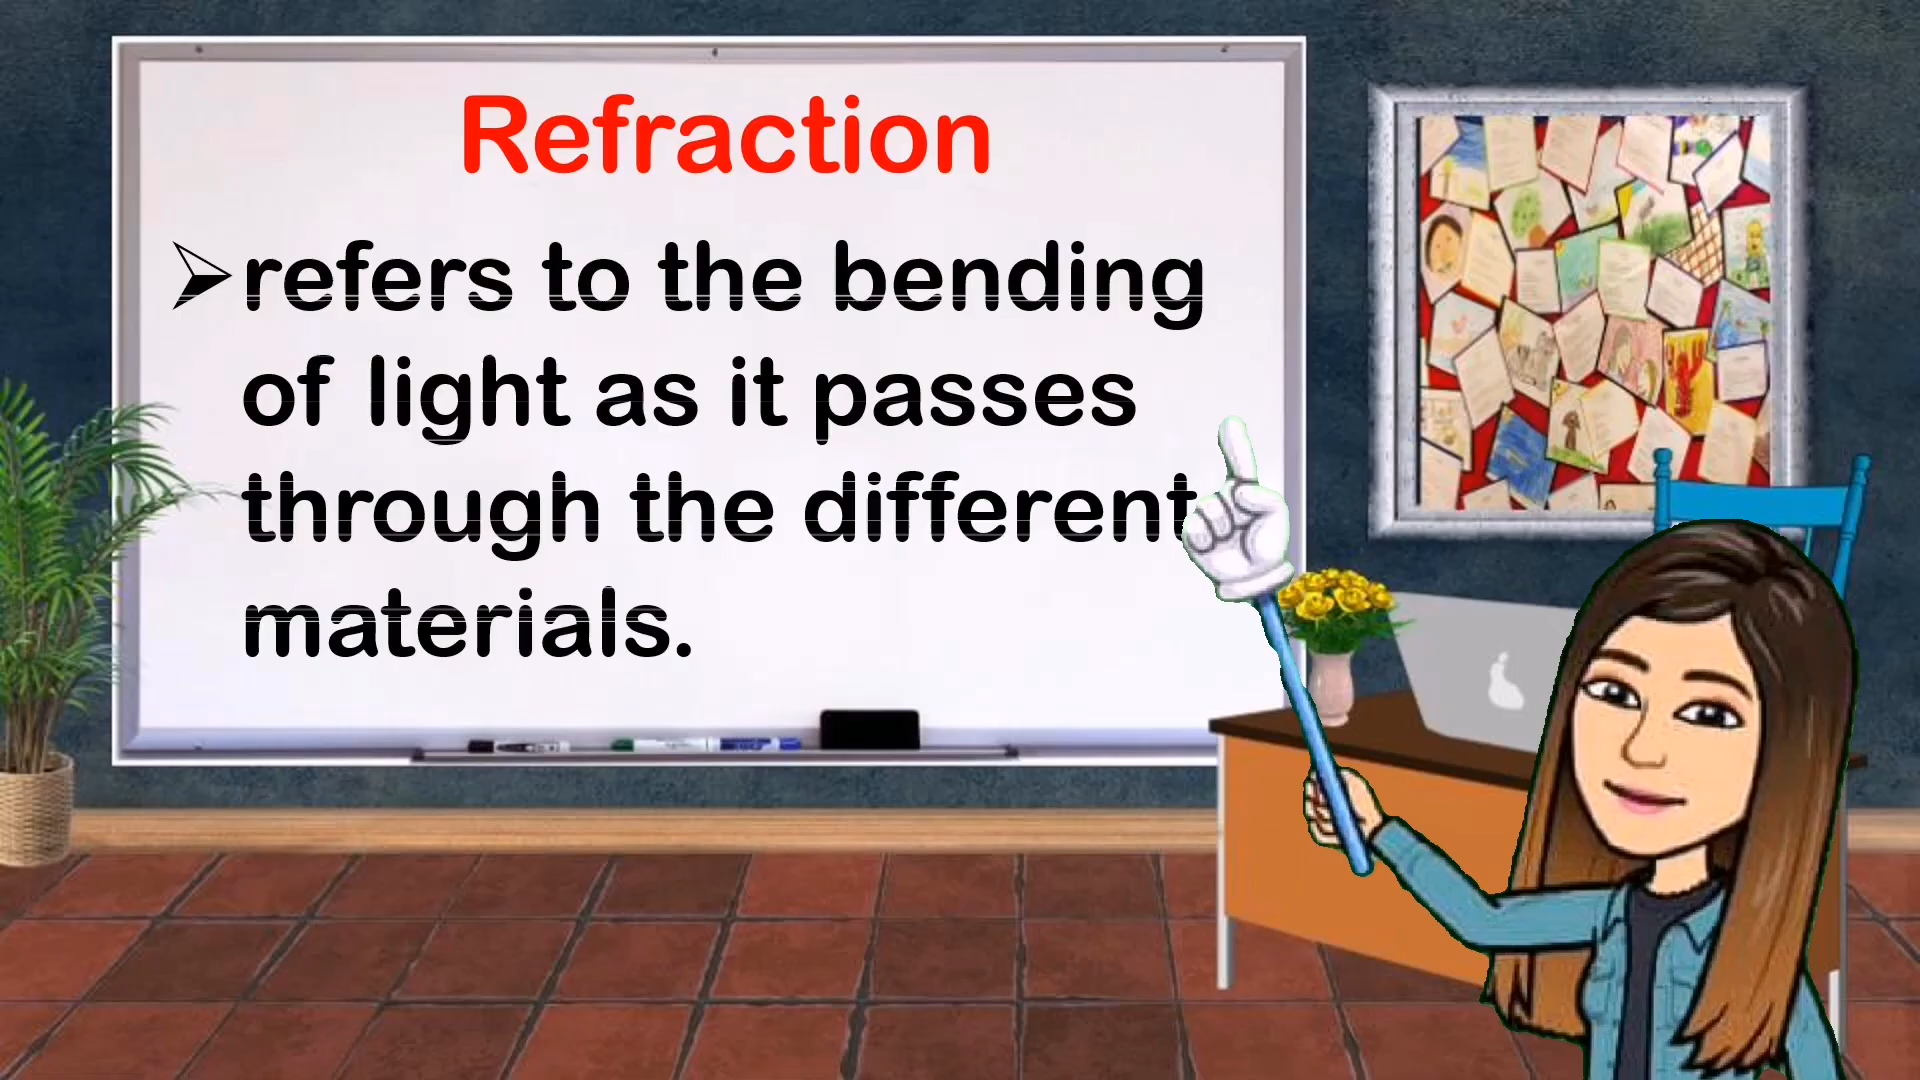 Refraction
➢refers to the bending
of light as it passes
through the different
materials.